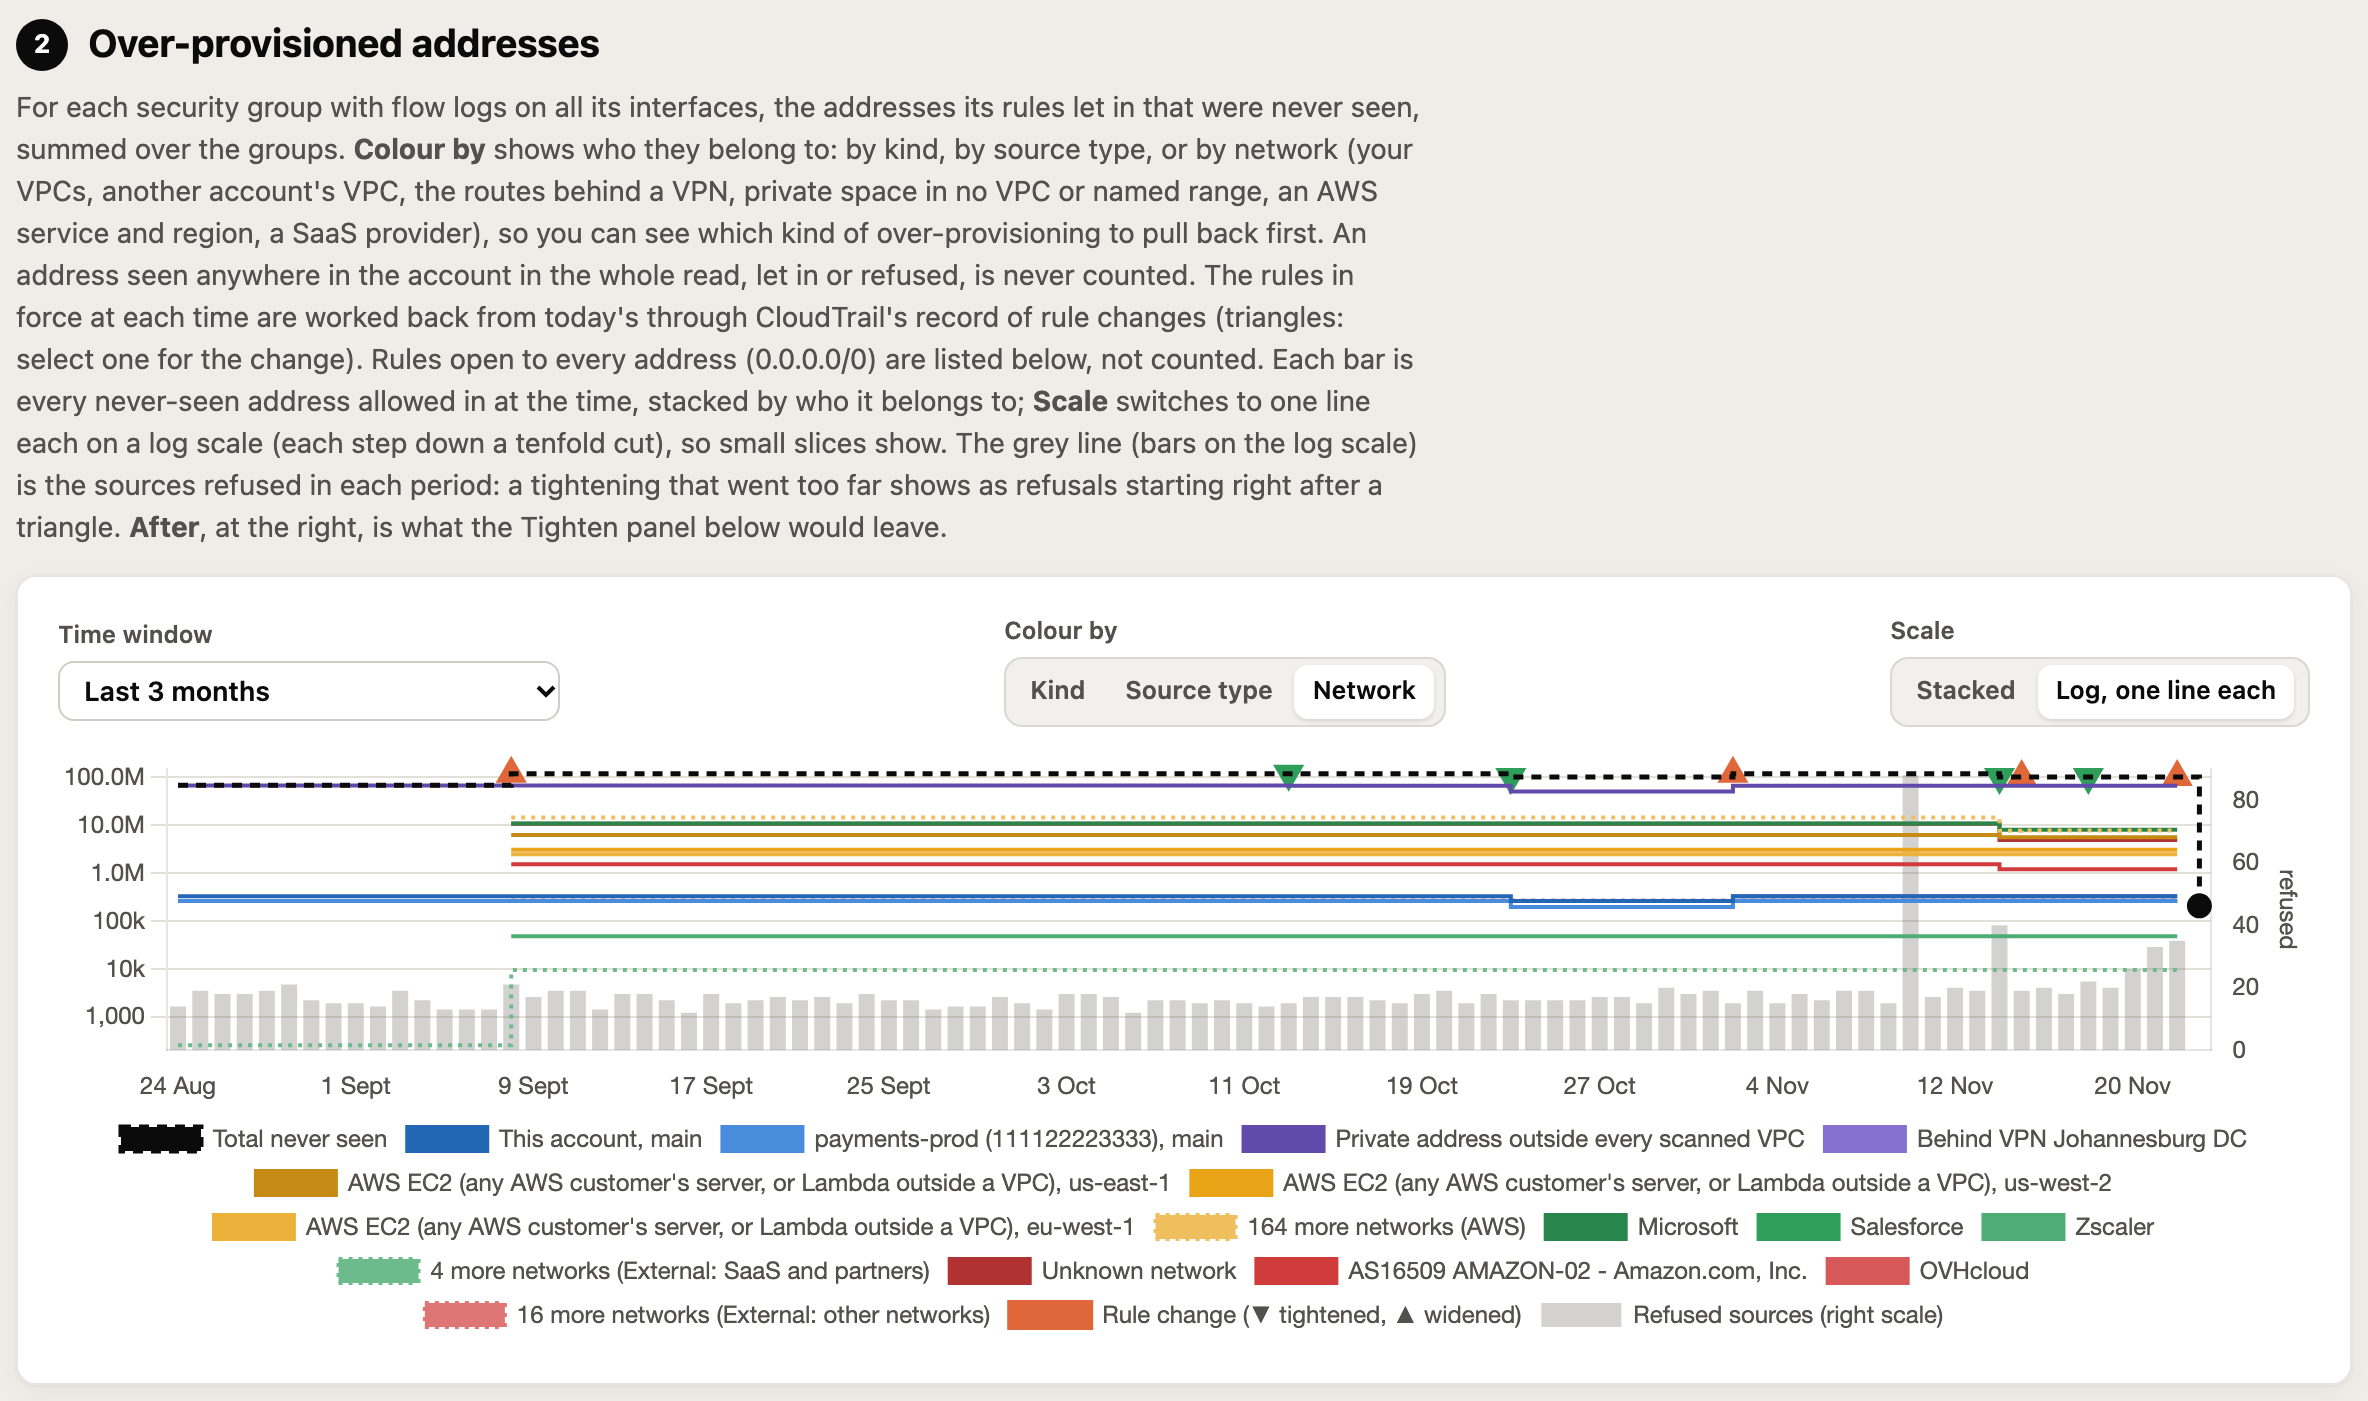 2 Over-provisioned addresses
For each security group with flow logs on all its interfaces, the addresses its rules let in that were never seen,
summed over the groups. Colour by shows who they belong to: by kind, by source type, or by network (your
VPCs, another account's VPC, the routes behind a VPN, private space in no VPC or named range, an AWS
service and region, a SaaS provider), so you can see which kind of over-provisioning to pull back first. An
address seen anywhere in the account in the whole read, let in or refused, is never counted. The rules in
force at each time are worked back from today's through CloudTrail's record of rule changes (triangles:
select one for the change). Rules open to every address (0.0.0.0/0) are listed below, not counted. Each bar is
every never-seen address allowed in at the time, stacked by who it belongs to; Scale switches to one line
each on a log scale (each step down a tenfold cut), so small slices show. The grey line (bars on the log scale)
is the sources refused in each period: a tightening that went too far shows as refusals starting right after a
triangle. After, at the right, is what the Tighten panel below would leave.
Time window
Colour by
Scale
Last 3 months
Kind Source type Network
Stacked Log, one line each
100.0M
10.0M
1.0M
100k
10k
1,000
80
60
40
20
0
refused
24 Aug 1 Sept 9 Sept 17 Sept 25 Sept 3 Oct 11 Oct 19 Oct 27 Oct 4 Nov 12 Nov 20 Nov
Total never seen This account, main payments-prod (111122223333), main Private address outside every scanned VPC Behind VPN Johannesburg DC
AWS EC2 (any AWS customer's server, or Lambda outside a VPC), us-east-1 AWS EC2 (any AWS customer's server, or Lambda outside a VPC), us-west-2
AWS EC2 (any AWS customer's server, or Lambda outside a VPC), eu-west-1 164 more networks (AWS) Microsoft Salesforce Zscaler
4 more networks (External: SaaS and partners) Unknown network AS16509 AMAZON-02 - Amazon.com, Inc. OVHcloud
16 more networks (External: other networks) Rule change (▼ tightened, ▲ widened) Refused sources (right scale)